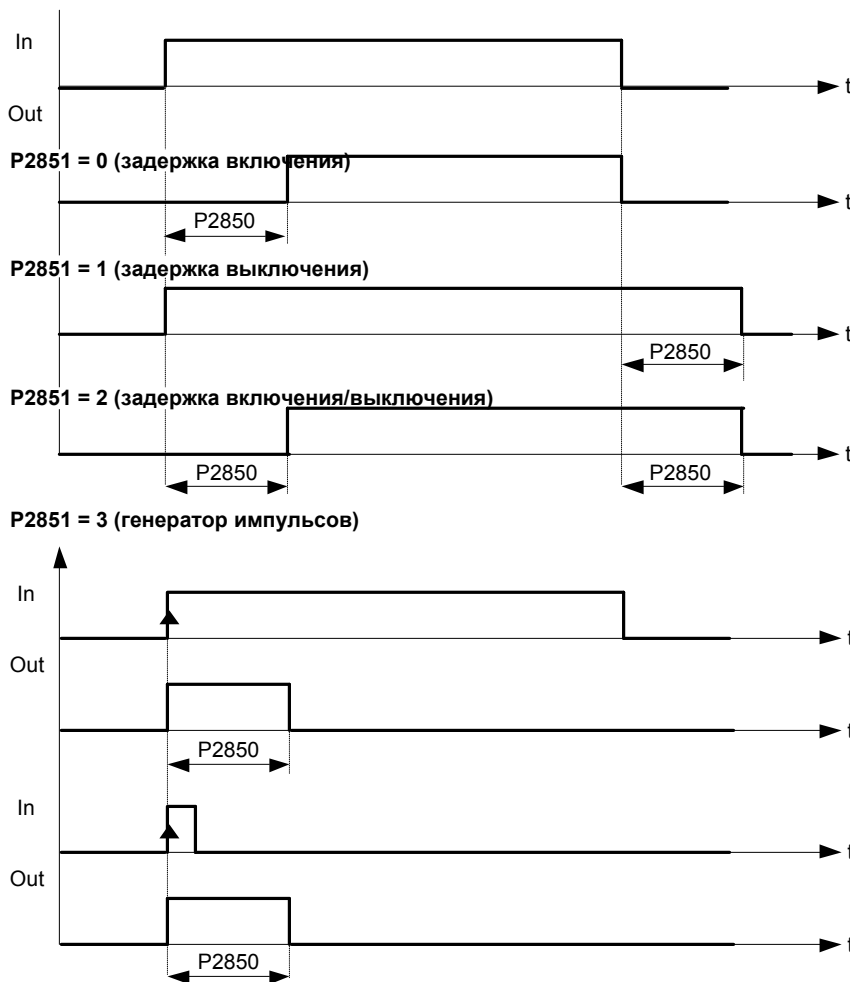 In
t
Out
P2851 = 0 (задержка включения)
t
P2850
P2851 = 1 (задержка выключения)
t
P2850
P2851 = 2 (задержка включения/выключения)
t
P2850 P2850
P2851 = 3 (генератор импульсов)
In
t
Out
t
P2850
In
t
Out
t
P2850